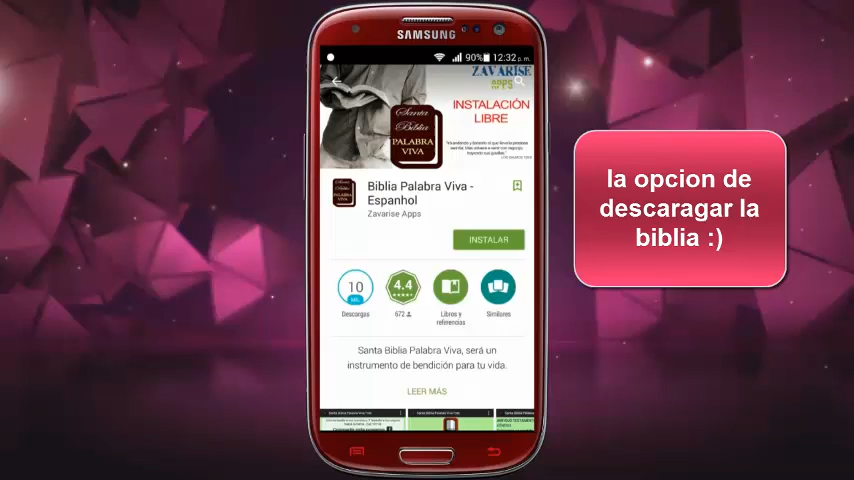 SAMSUNG
90% 12:32 p. m.
ZAVARISE
APPS
INSTALACIÓN
LIBRE
Santa
Biblia
PALABRA
VIVA
Biblia Palabra Viva -
Espanhol
Zavarise Apps
INSTALAR
10
MIL
Descargas
4.4
672
Libros y
referencias
Similares
Santa Biblia Palabra Viva, será un
instrumento de bendición para tu vida.
LEER MÁS
la opcion de
descaragar la
biblia :)